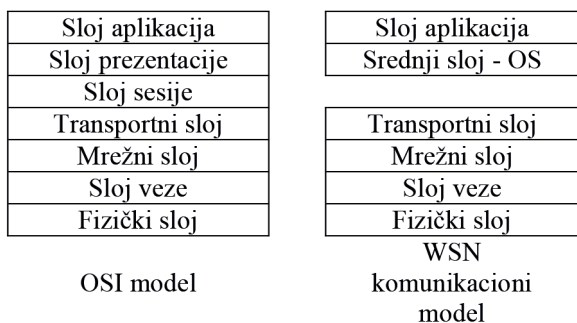 Sloj aplikacija
Sloj prezentacije
Sloj sesije
Transportni sloj
Mrežni sloj
Sloj veze
Fizički sloj
OSI model
Sloj aplikacija
Srednji sloj - OS
Transportni sloj
Mrežni sloj
Sloj veze
Fizički sloj
WSN
komunikacioni
model